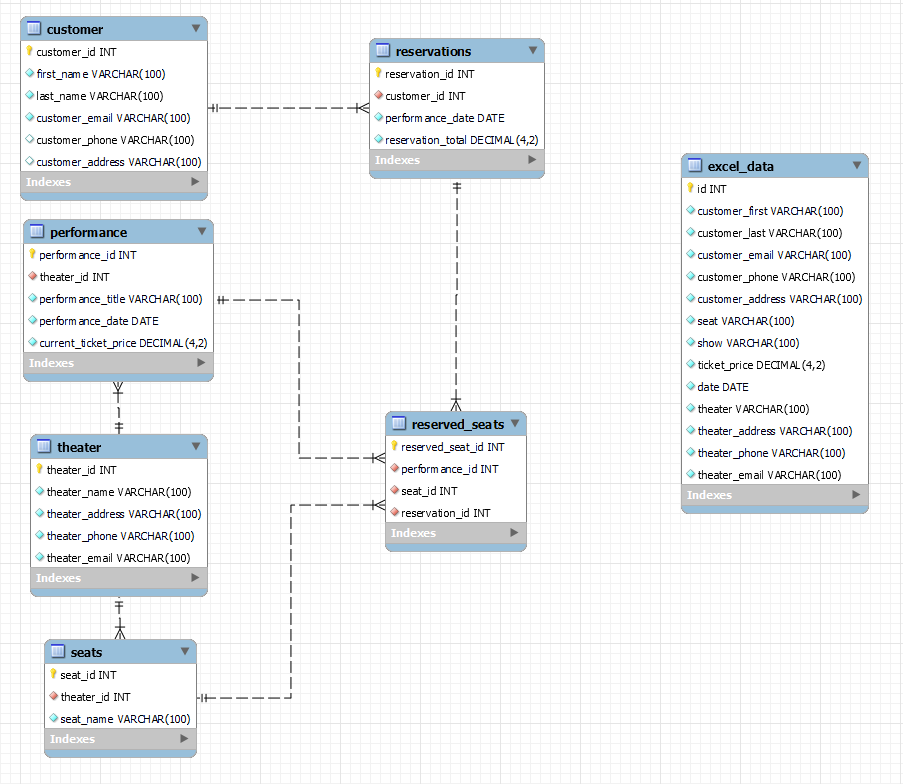 customer
customer_id INT
first_name VARCHAR(100)
last_name VARCHAR(100)
customer_email VARCHAR(100)
customer_phone VARCHAR(100)
customer_address VARCHAR(100)
Indexes
performance
performance_id INT
theater_id INT
performance_title VARCHAR(100)
performance_date DATE
current_ticket_price DECIMAL(4,2)
Indexes
theater
theater_id INT
theater_name VARCHAR(100)
theater_address VARCHAR(100)
theater_phone VARCHAR(100)
theater_email VARCHAR(100)
Indexes
seats
seat_id INT
theater_id INT
seat_name VARCHAR(100)
Indexes
reservations
reservation_id INT
customer_id INT
performance_date DATE
reservation_total DECIMAL(4,2)
Indexes
reserved_seats
reserved_seat_id INT
performance_id INT
seat_id INT
reservation_id INT
Indexes
excel_data
id INT
customer_first VARCHAR(100)
customer_last VARCHAR(100)
customer_email VARCHAR(100)
customer_phone VARCHAR(100)
customer_address VARCHAR(100)
seat VARCHAR(100)
show VARCHAR(100)
ticket_price DECIMAL(4,2)
date DATE
theater VARCHAR(100)
theater_address VARCHAR(100)
theater_phone VARCHAR(100)
theater_email VARCHAR(100)
Indexes